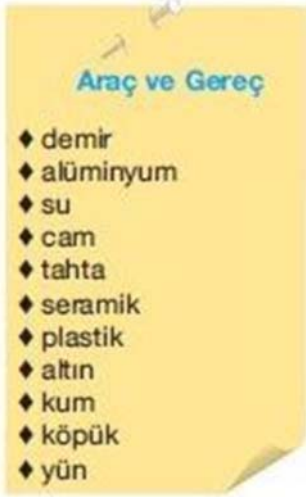 Araç ve Gereç
♦ demir
♦ alüminyum
♦ su
♦ cam
♦ tahta
♦ seramik
♦ plastik
♦ altın
♦ kum
♦ köpük
♦ yün